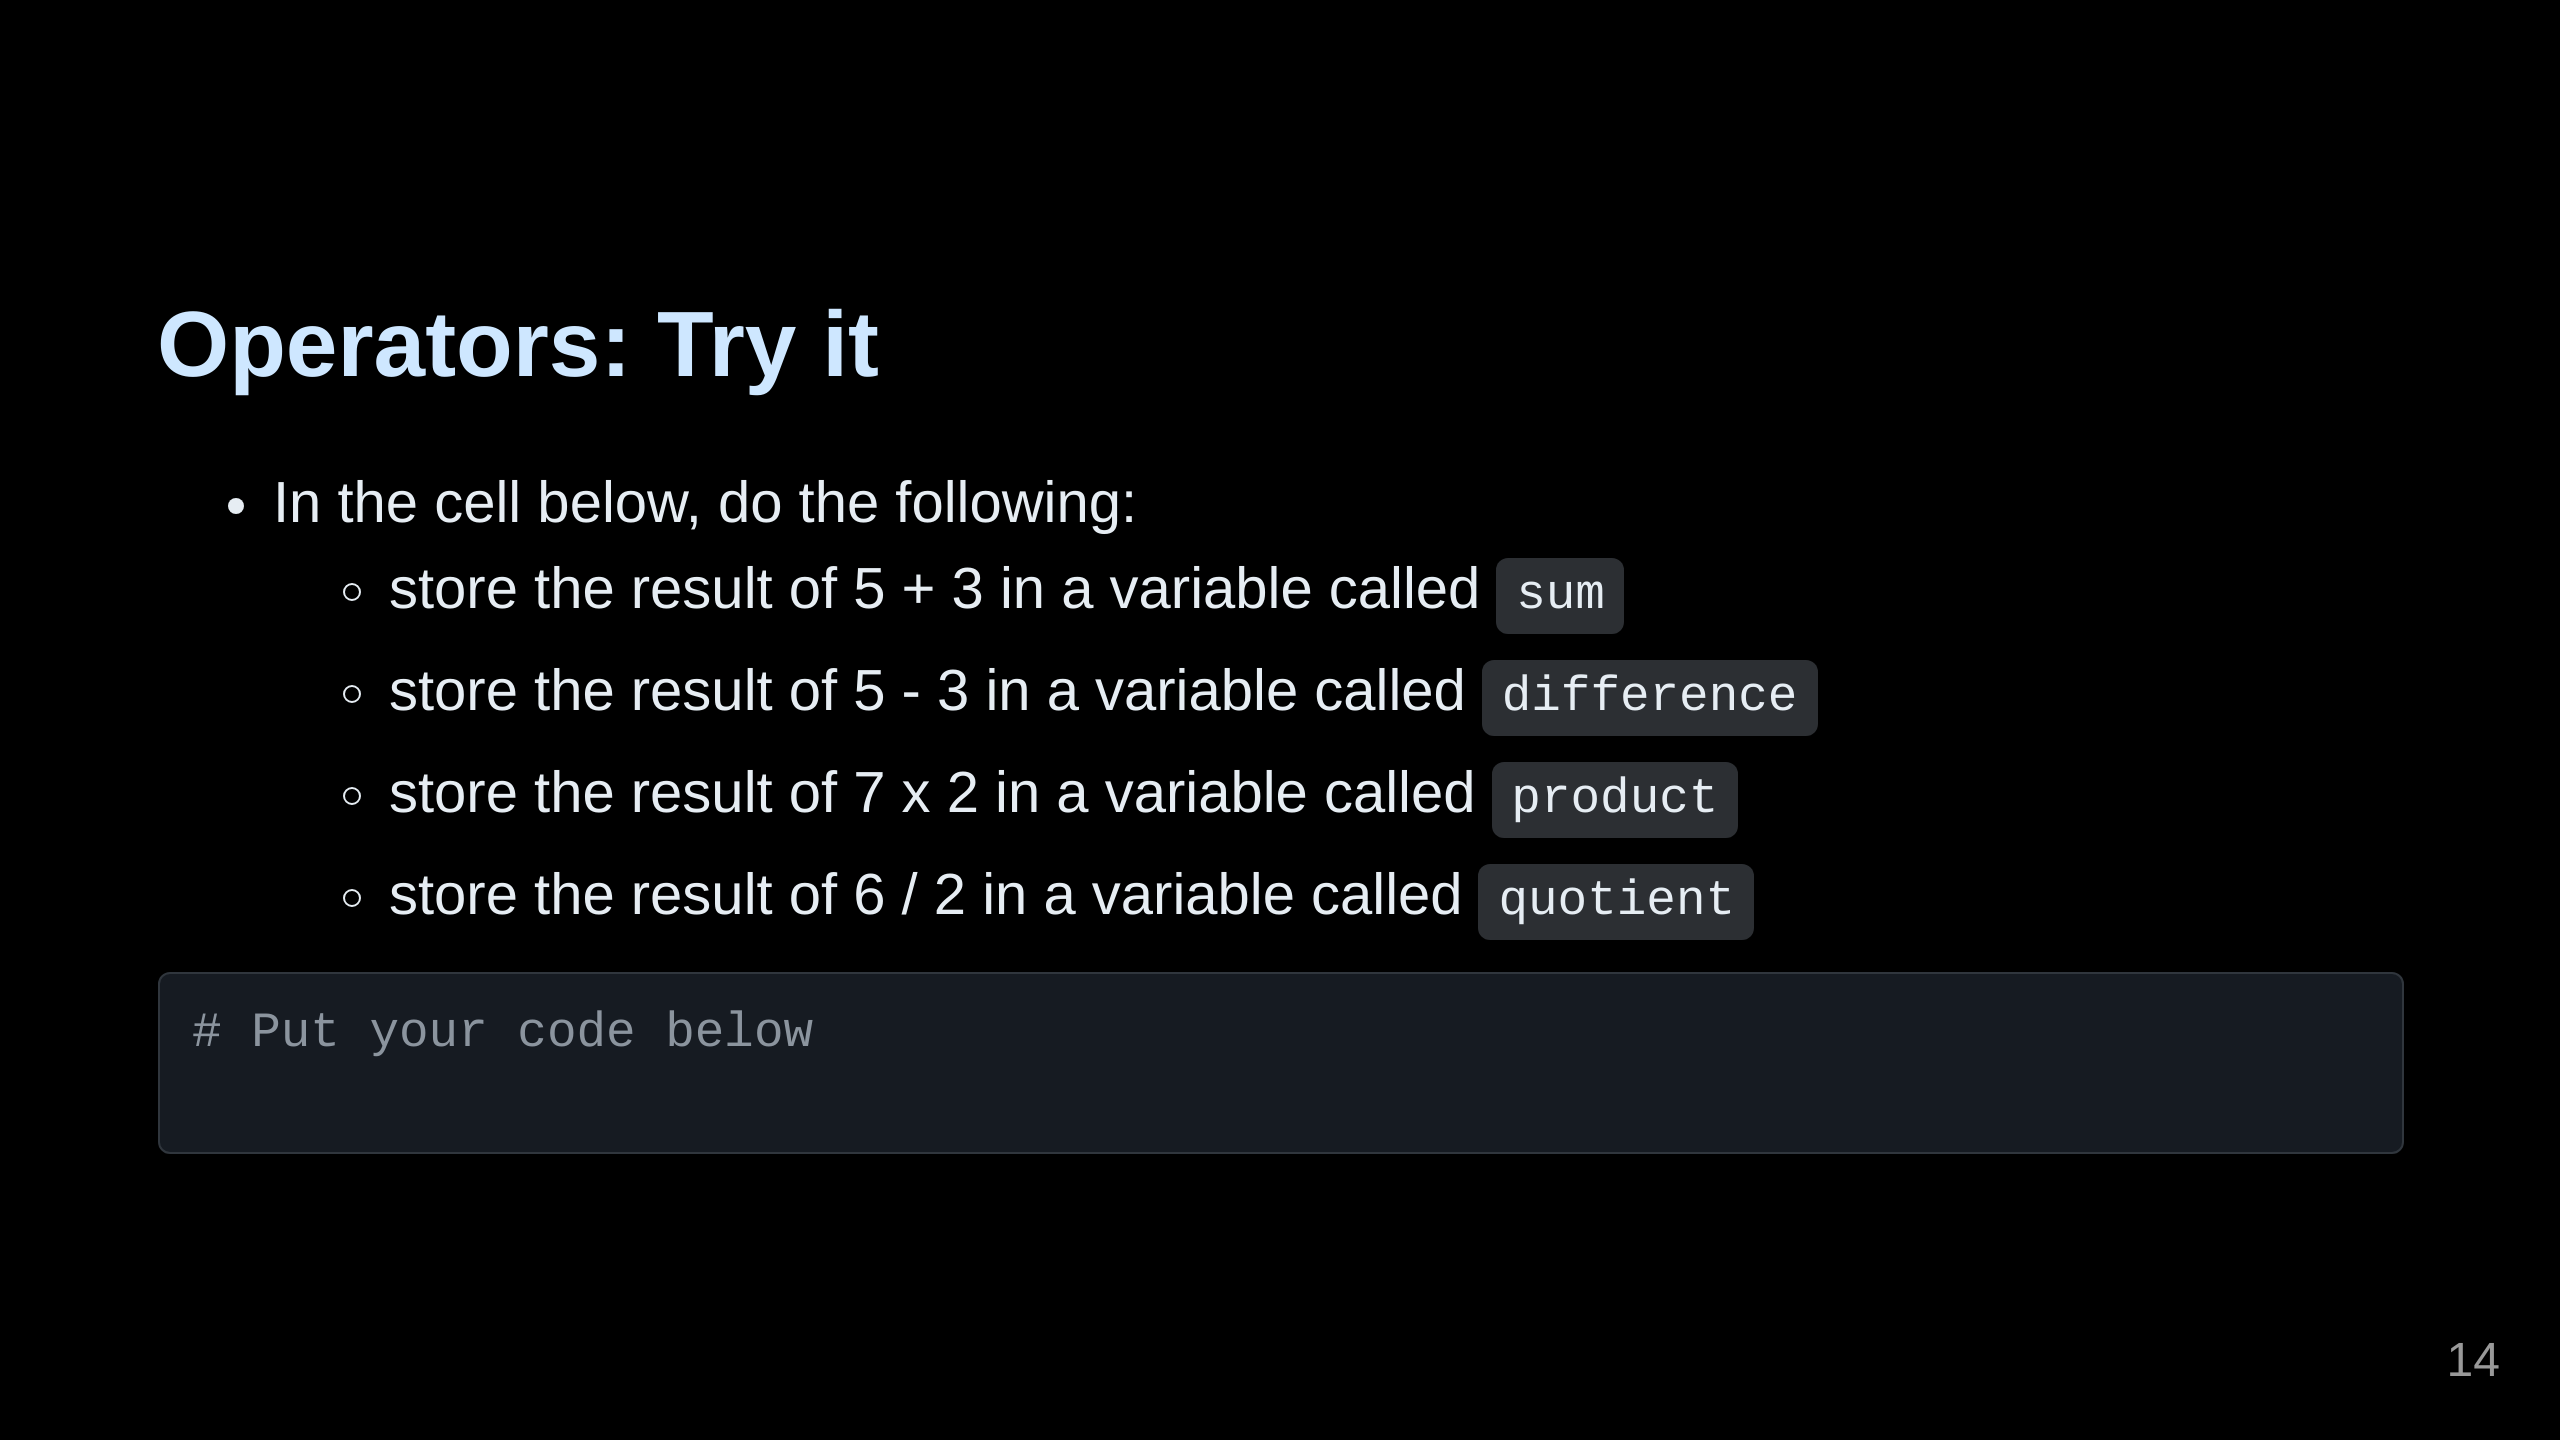 Operators: Try it
In the cell below, do the following:
store the result of 5 + 3 in a variable called sum
store the result of 5 - 3 in a variable called difference
store the result of 7 x 2 in a variable called product
store the result of 6 / 2 in a variable called quotient
# Put your code below
14